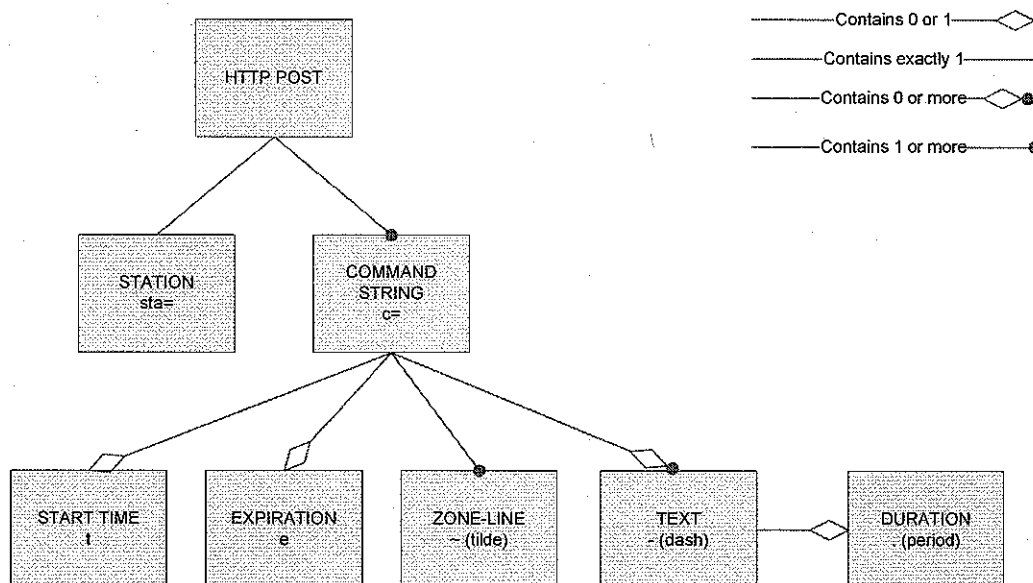 Contains 0 or 1
HTTP POST
Contains exactly 1
Contains 0 or more
Contains 1 or more
STATION
sta=
COMMAND
STRING
c=
START TIME
t
EXPIRATION
e
ZONE-LINE
~ (tilde)
TEXT
- (dash)
DURATION
(period)